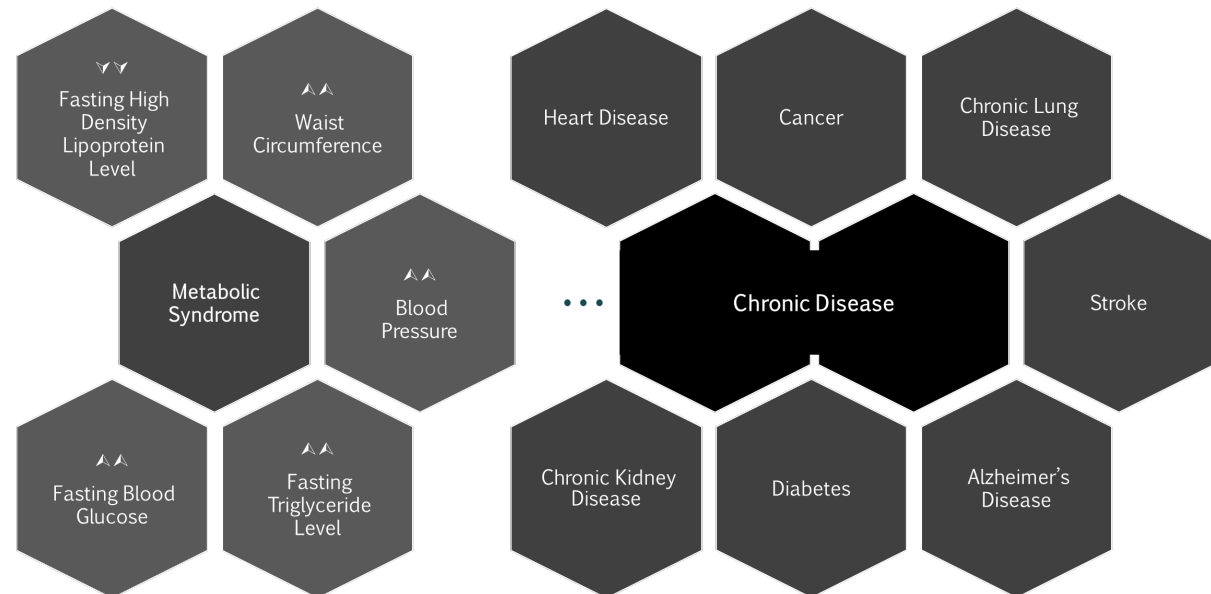 Fasting High
Density
Lipoprotein
Level
Waist
Circumference
Heart Disease
Cancer
Chronic Lung
Disease
Metabolic
Syndrome
Blood
Pressure
Chronic Disease
Stroke
Fasting Blood
Glucose
Fasting
Triglyceride
Level
Chronic Kidney
Disease
Diabetes
Alzheimer’s
Disease